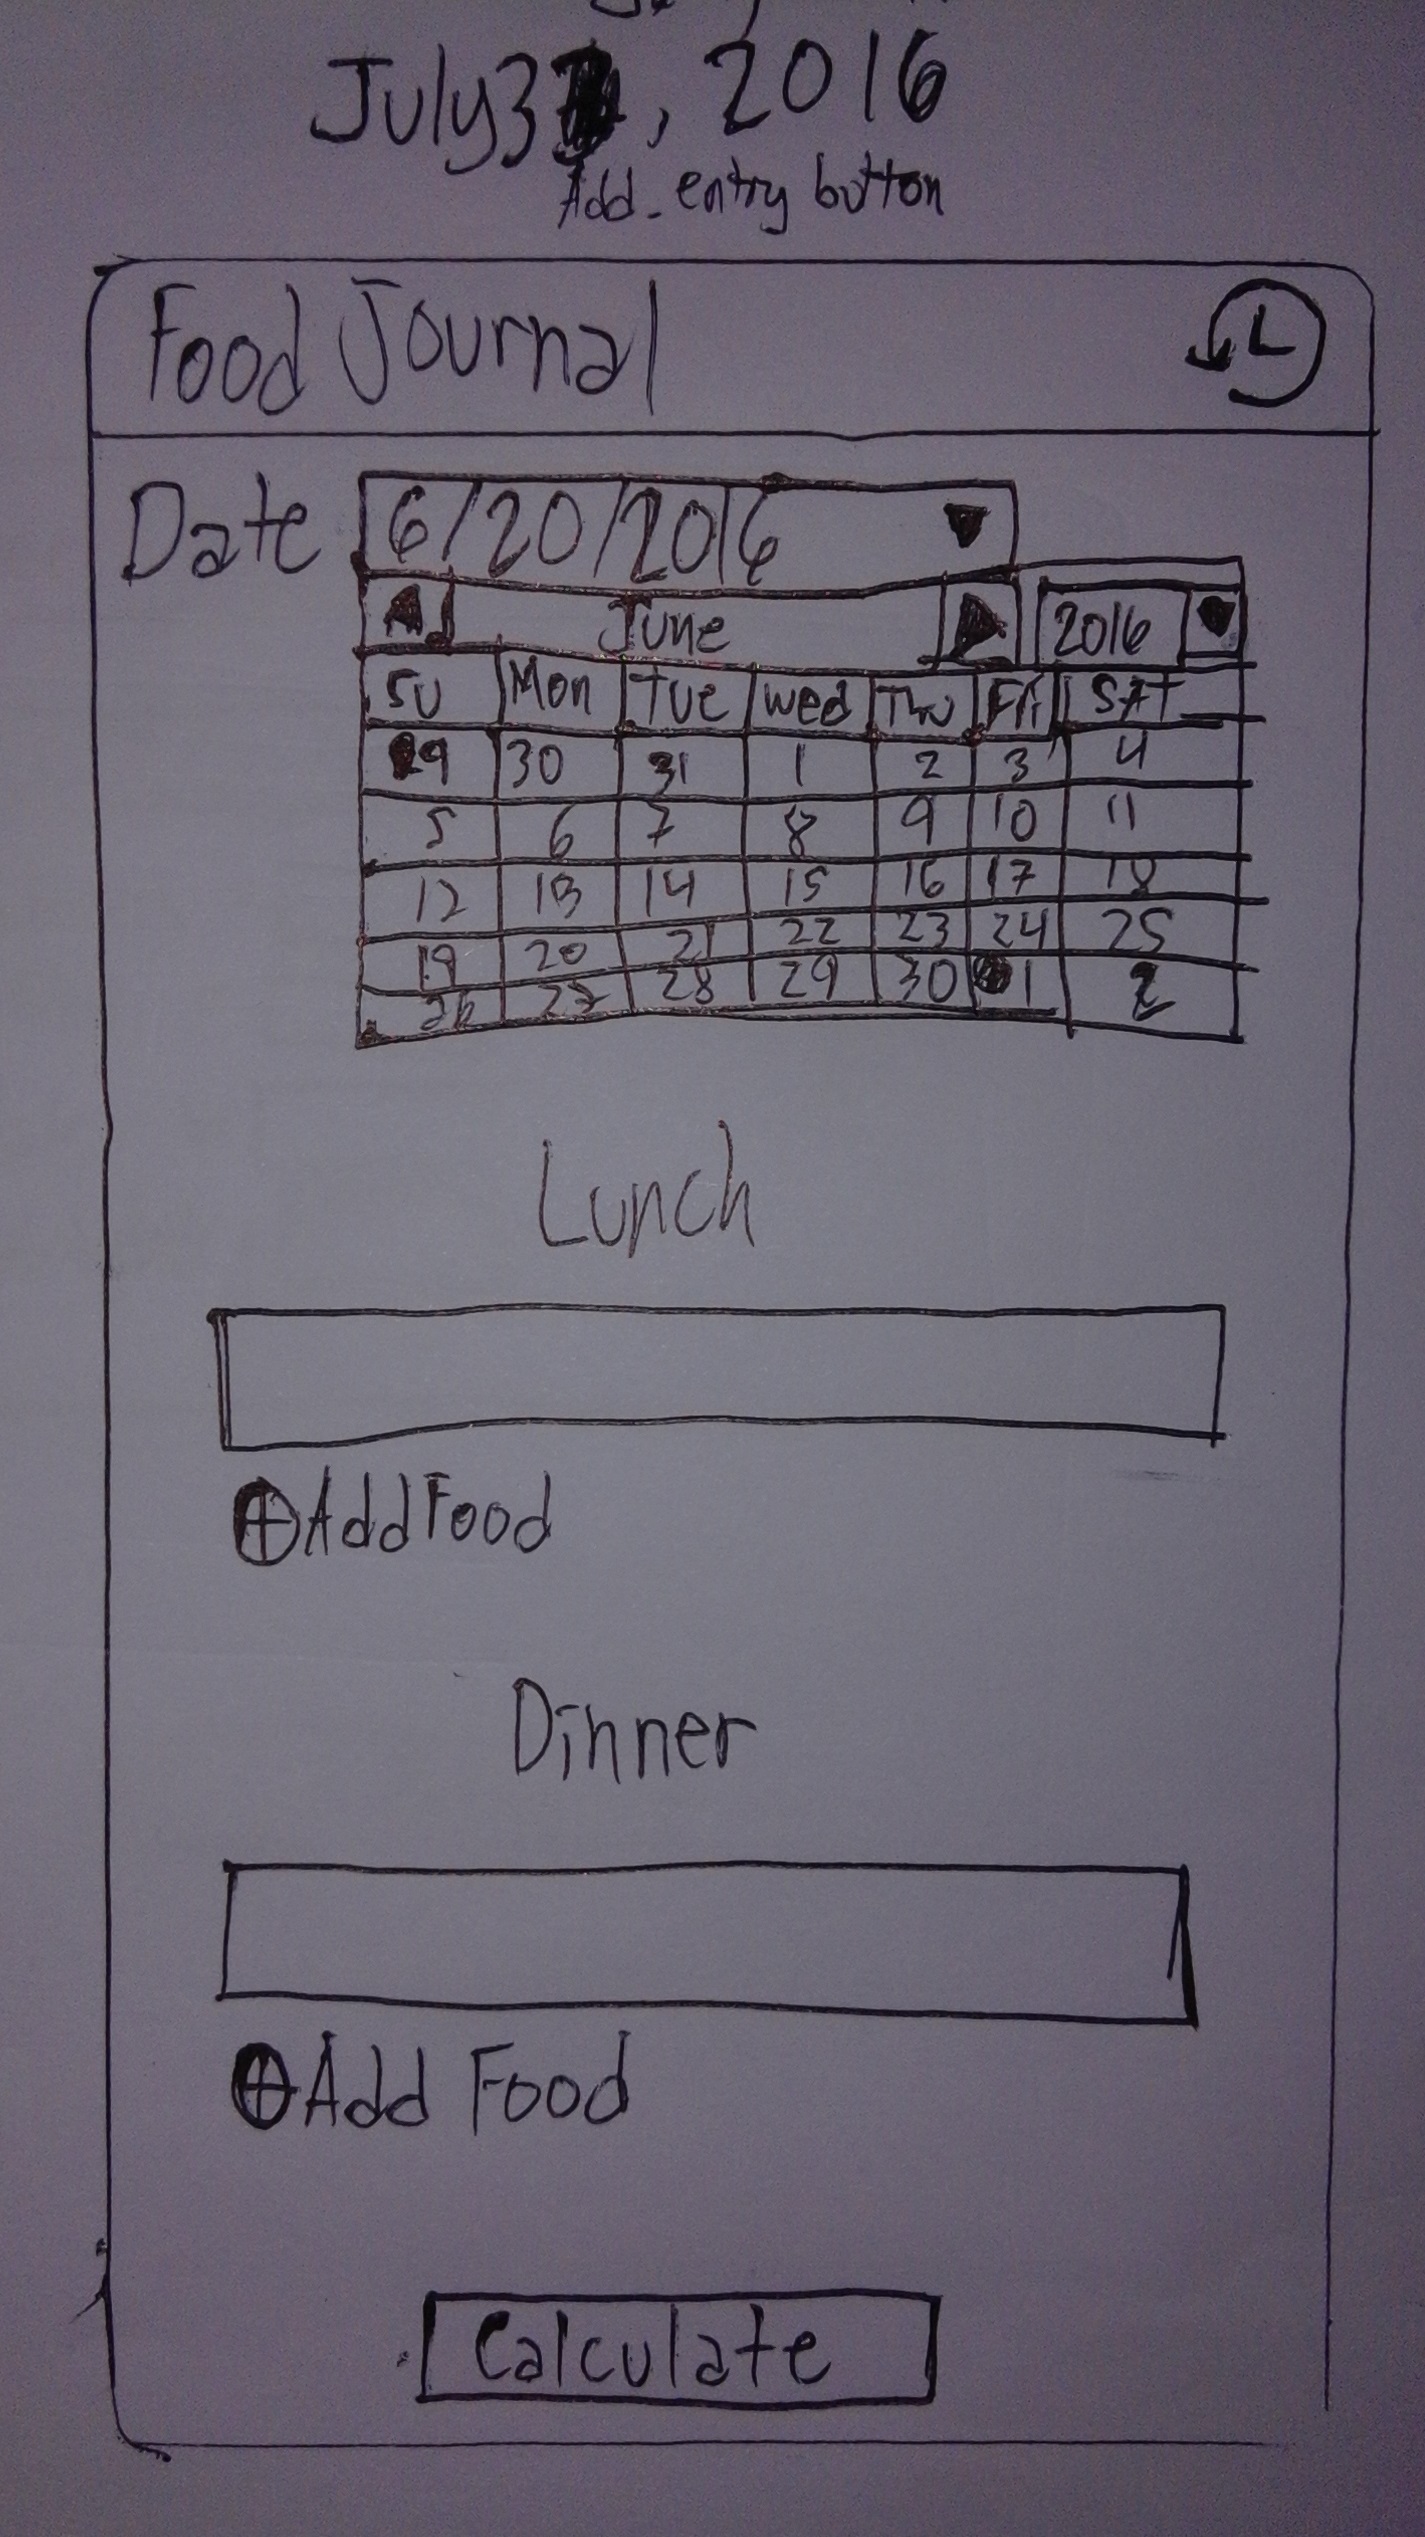 July 3, 2016
Add entry button
Food Journal
Date 6/20/2016
June 2016
SU Mon Tue Wed Thu Fri SAT
29 30 31 1 2 3 4
5 6 7 8 9 10 11
12 13 14 15 16 17 18
19 20 21 22 23 24 25
26 27 28 29 30 1 2
Lunch
Add Food
Dinner
Add Food
Calculate